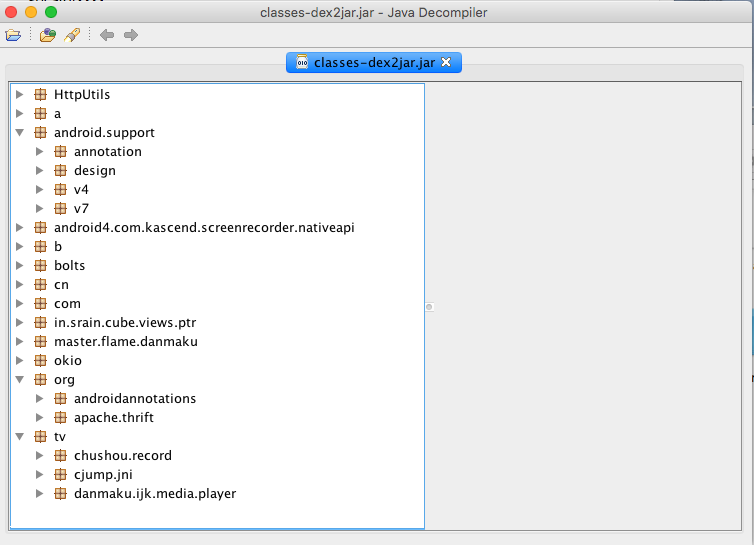 classes-dex2jar.jar - Java Decompiler
classes-dex2jar.jar
HttpUtils
a
android.support
annotation
design
v4
v7
android4.com.kascend.screenrecorder.nativeapi
b
bolts
cn
com
in.srain.cube.views.ptr
master.flame.danmaku
okio
org
androidannotations
apache.thrift
tv
chushou.record
cjump.jni
danmaku.ijk.media.player